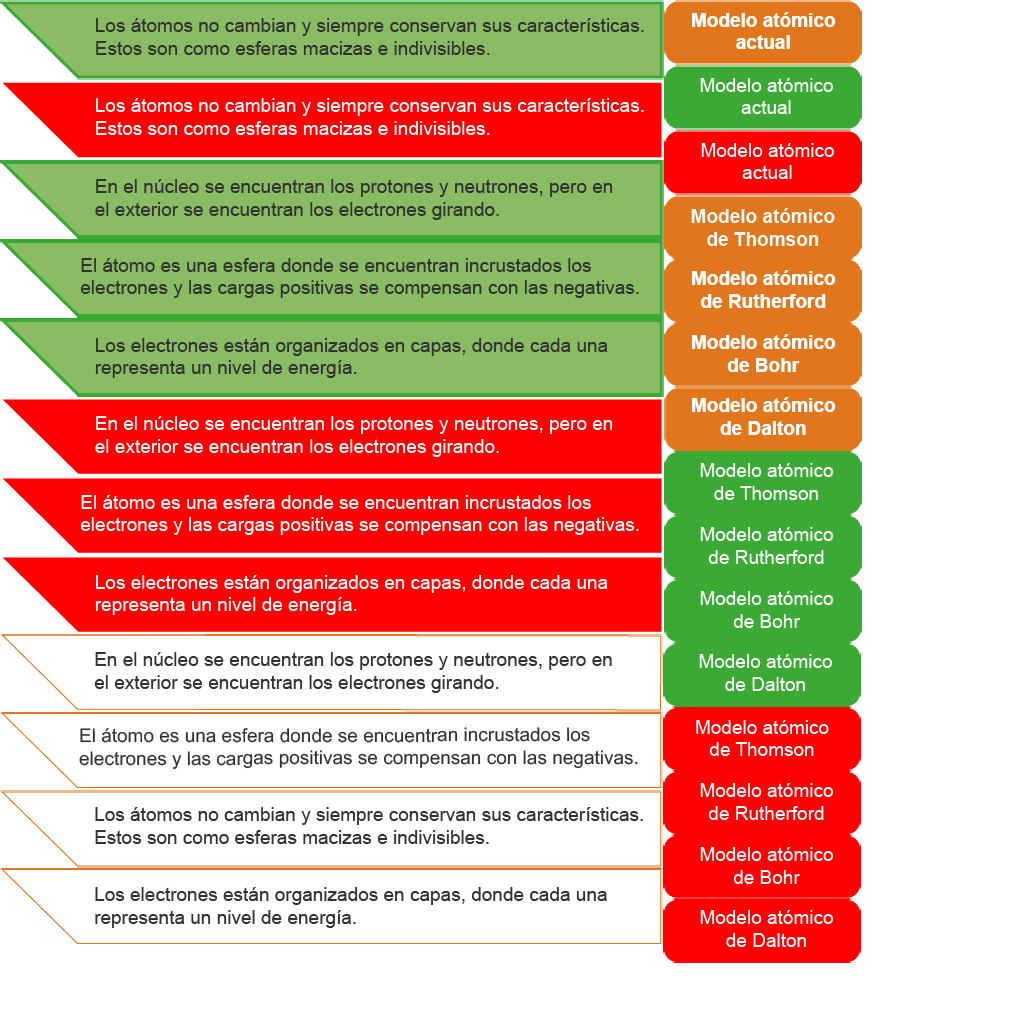 Los átomos no cambian y siempre conservan sus características.
Estos son como esferas macizas e indivisibles.
Los átomos no cambian y siempre conservan sus características.
Estos son como esferas macizas e indivisibles.
En el núcleo se encuentran los protones y neutrones, pero en
el exterior se encuentran los electrones girando.
El átomo es una esfera donde se encuentran incrustados los
electrones y las cargas positivas se compensan con las negativas.
Los electrones están organizados en capas, donde cada una
representa un nivel de energía.
En el núcleo se encuentran los protones y neutrones, pero en
el exterior se encuentran los electrones girando.
El átomo es una esfera donde se encuentran incrustados los
electrones y las cargas positivas se compensan con las negativas.
Los electrones están organizados en capas, donde cada una
representa un nivel de energía.
En el núcleo se encuentran los protones y neutrones, pero en
el exterior se encuentran los electrones girando.
El átomo es una esfera donde se encuentran incrustados los
electrones y las cargas positivas se compensan con las negativas.
Los átomos no cambian y siempre conservan sus características.
Estos son como esferas macizas e indivisibles.
Los electrones están organizados en capas, donde cada una
representa un nivel de energía.
Modelo atómico
actual
Modelo atómico
actual
Modelo atómico
actual
Modelo atómico
de Thomson
Modelo atómico
de Rutherford
Modelo atómico
de Bohr
Modelo atómico
de Dalton
Modelo atómico
de Thomson
Modelo atómico
de Rutherford
Modelo atómico
de Bohr
Modelo atómico
de Dalton
Modelo atómico
de Thomson
Modelo atómico
de Rutherford
Modelo atómico
de Bohr
Modelo atómico
de Dalton